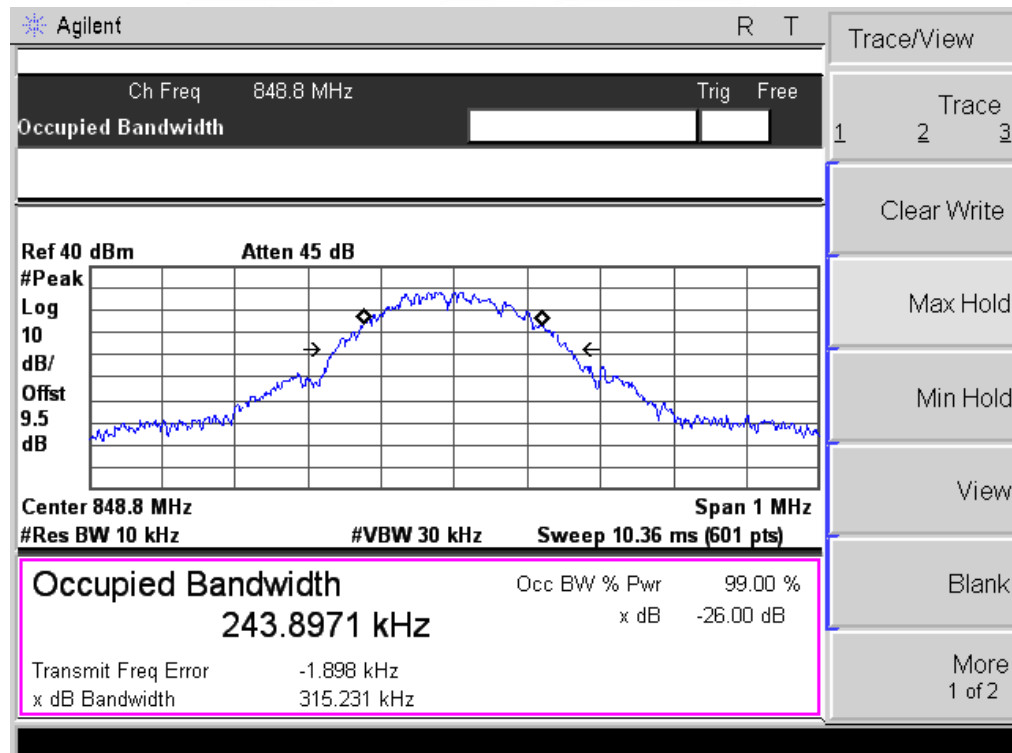 Agilent R T
Ch Freq 848.8 MHz Trig Free
Occupied Bandwidth
Ref 40 dBm Atten 45 dB
#Peak
Log
10
dB/
Offst
9.5
dB
Center 848.8 MHz Span 1 MHz
#Res BW 10 kHz #VBW 30 kHz Sweep 10.36 ms (601 pts)
Occupied Bandwidth Occ BW % Pwr 99.00 %
243.8971 kHz x dB -26.00 dB
Transmit Freq Error -1.898 kHz
x dB Bandwidth 315.231 kHz
Trace/View
Trace
1 2 3
Clear Write
Max Hold
Min Hold
View
Blank
More
1 of 2